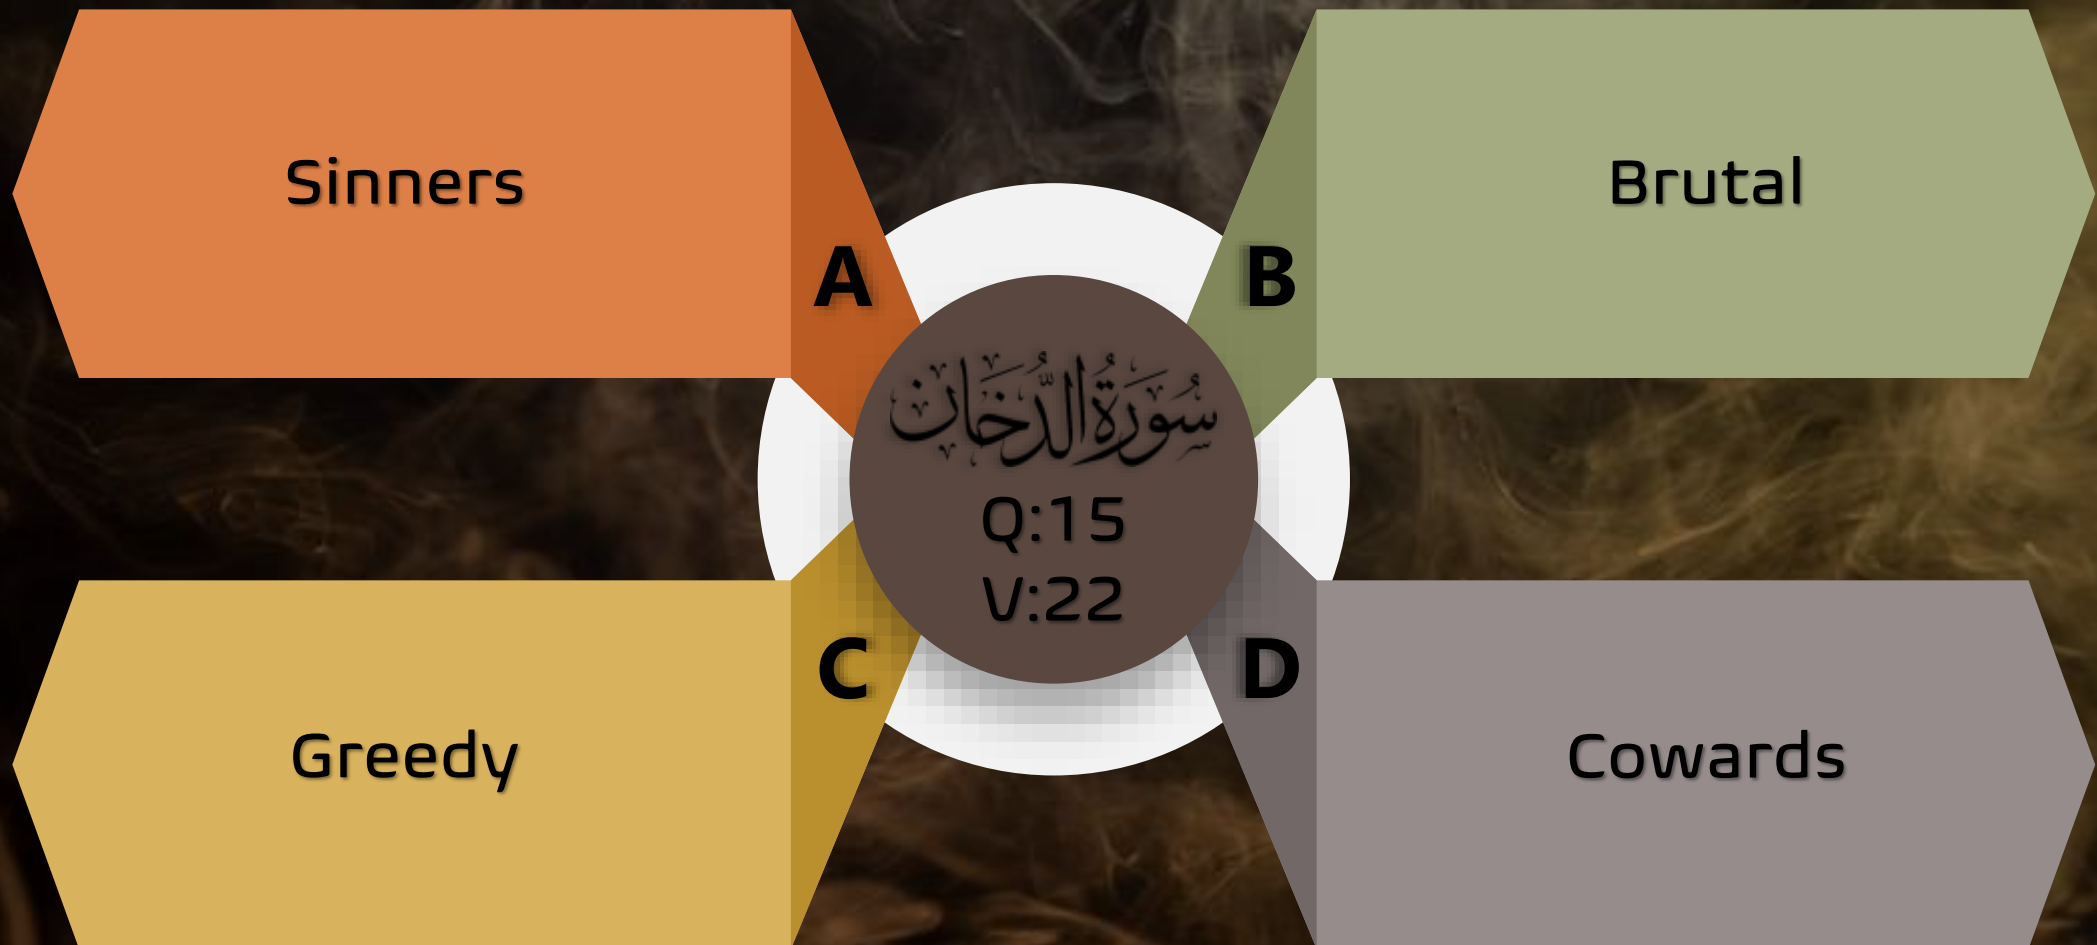 Sinners
Brutal
A
B
سُورَةُ الدُّخَان
Q:15
V:22
C
D
Greedy
Cowards